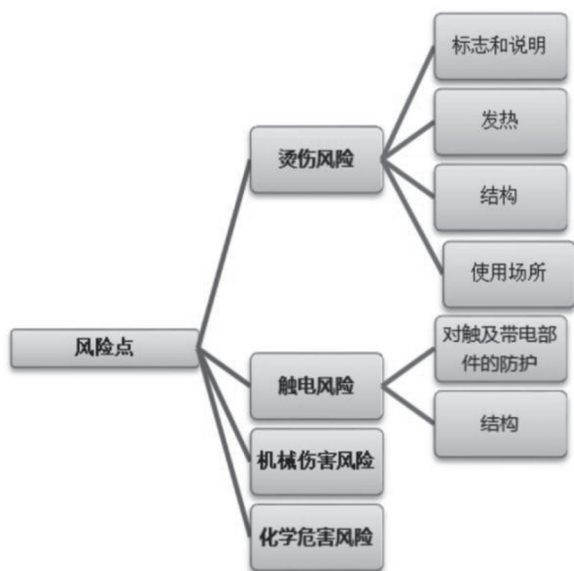 标志和说明
发热
烫伤风险
结构
使用场所
风险点
对触及带电部
件的防护
触电风险
结构
机械伤害风险
化学危害风险